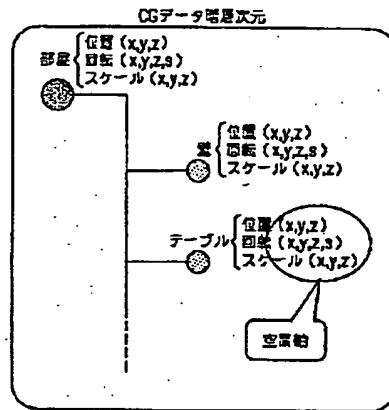 CGデータ階層次元
部屋
位置 (x,y,z)
回転 (x,y,z,s)
スケール (x,y,z)
壁
位置 (x,y,z)
回転 (x,y,z,s)
スケール (x,y,z)
テーブル
位置 (x,y,z)
回転 (x,y,z,s)
スケール (x,y,z)
空間軸